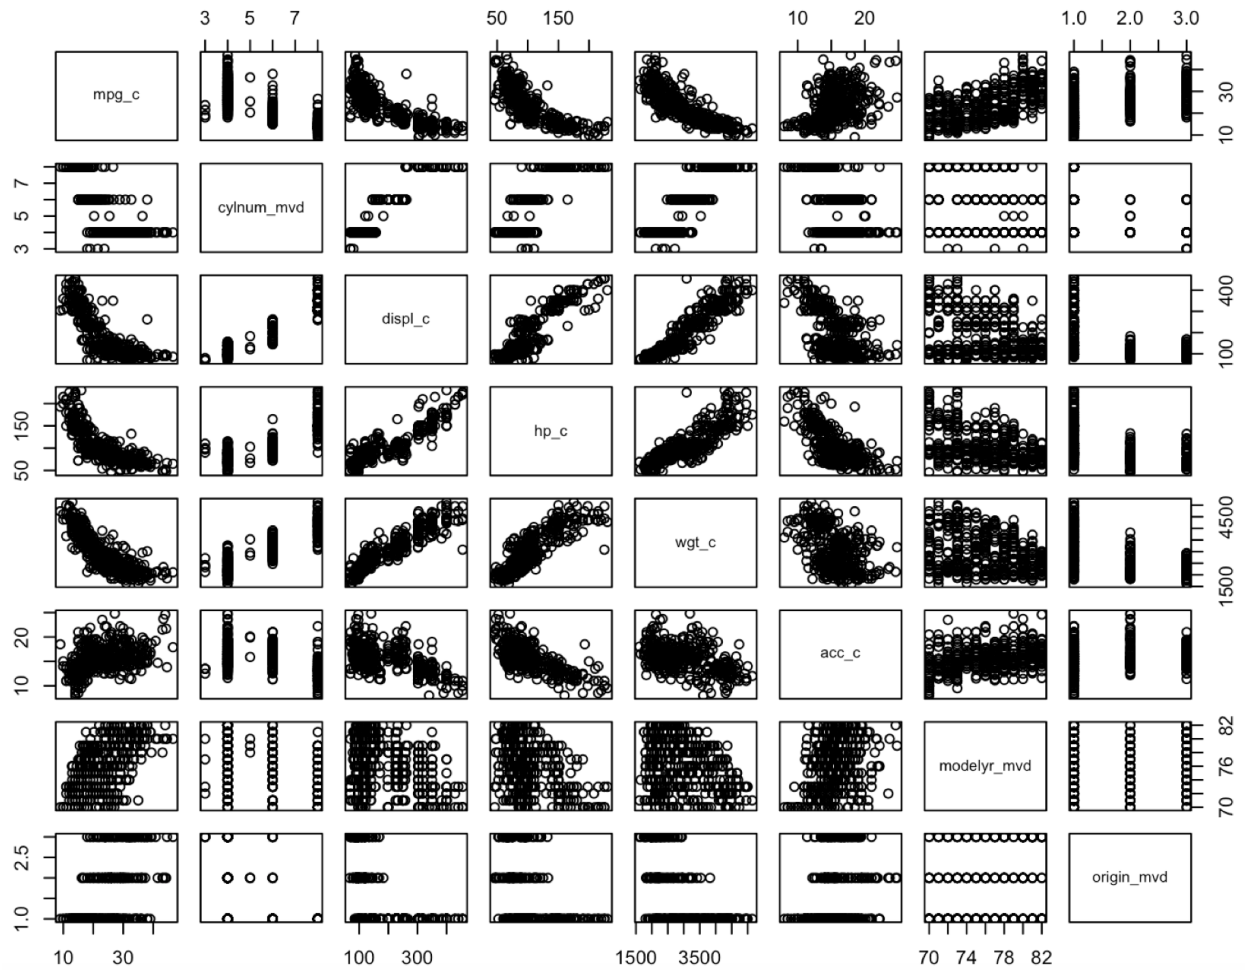 3 5 7 50 150 10 20 1.0 2.0 3.0
mpg_c 10 30
3 5 7 cylnum_mvd
displ_c 100 400
50 150 hp_c
wgt_c 1500 4500
10 20 acc_c
modelyr_mvd 70 76 82
1.0 2.5 origin_mvd
10 30 100 300 1500 3500 70 74 78 82